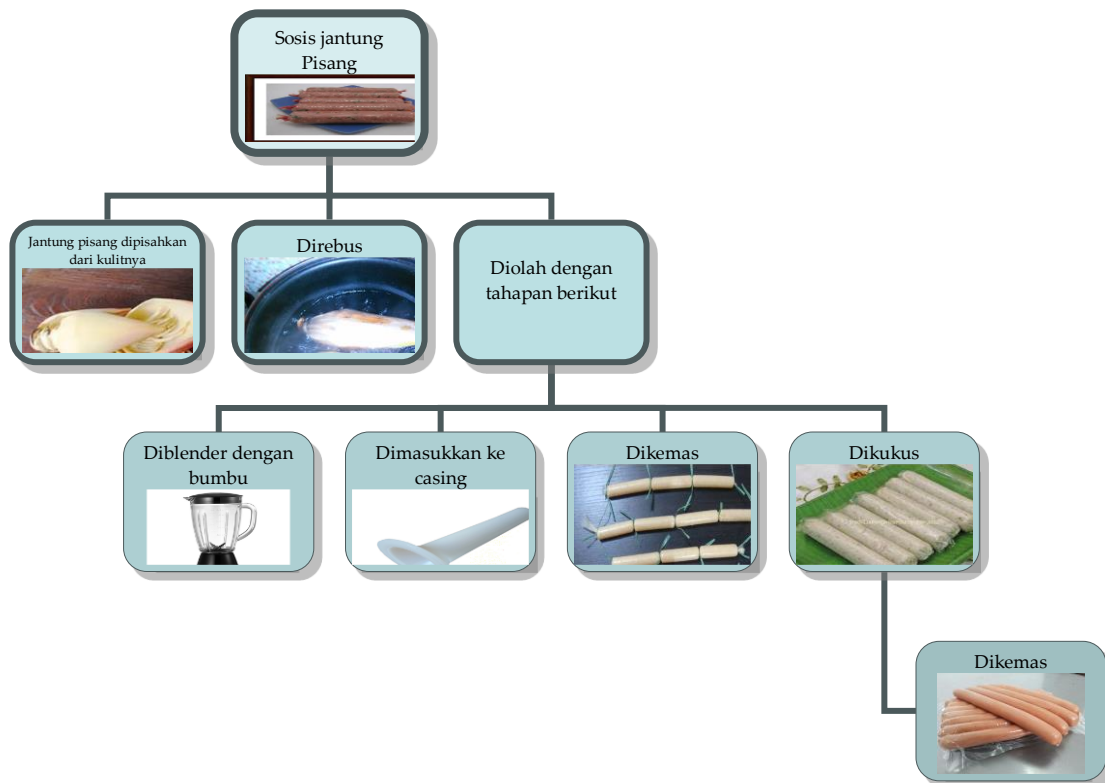 Sosis jantung
Pisang
Jantung pisang dipisahkan
dari kulitnya
Direbus
Diolah dengan
tahapan berikut
Diblender dengan
bumbu
Dimasukkan ke
casing
Dikemas
Dikukus
Dikemas